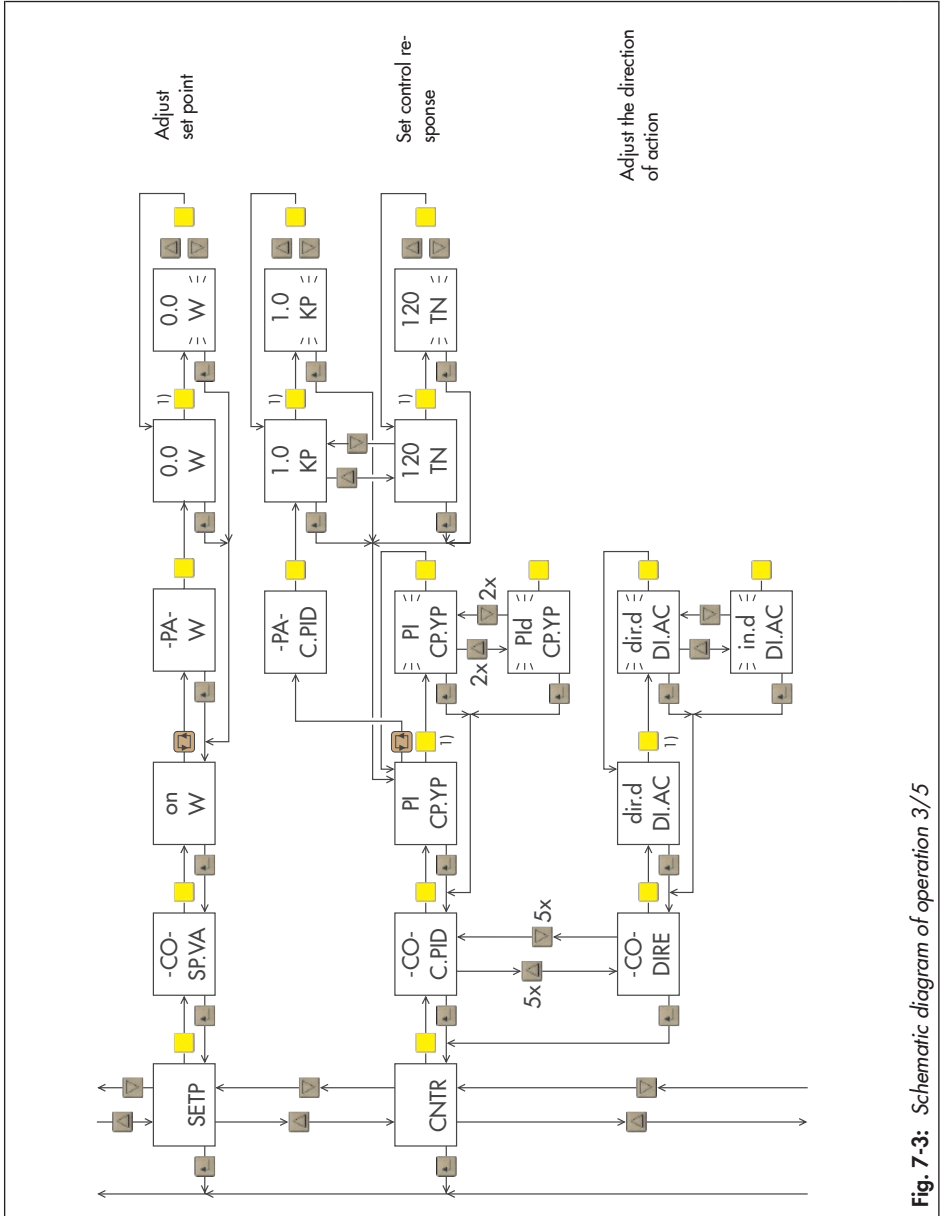 SETP
-CO-
SP.VA
on
W
-PA-
W
0.0
W
1)
0.0
W
Adjust
set point
-PA-
C.PID
1.0
KP
1)
1.0
KP
CNTR
-CO-
C.PID
PI
CP.YP
1)
PI
CP.YP
2x
2x
PId
CP.YP
120
TN
1)
120
TN
Set control re-
sponse
5x
5x
-CO-
DIRE
dir.d
DI.AC
1)
dir.d
DI.AC
in.d
DI.AC
Adjust the direction
of action
Fig. 7-3: Schematic diagram of operation 3/5